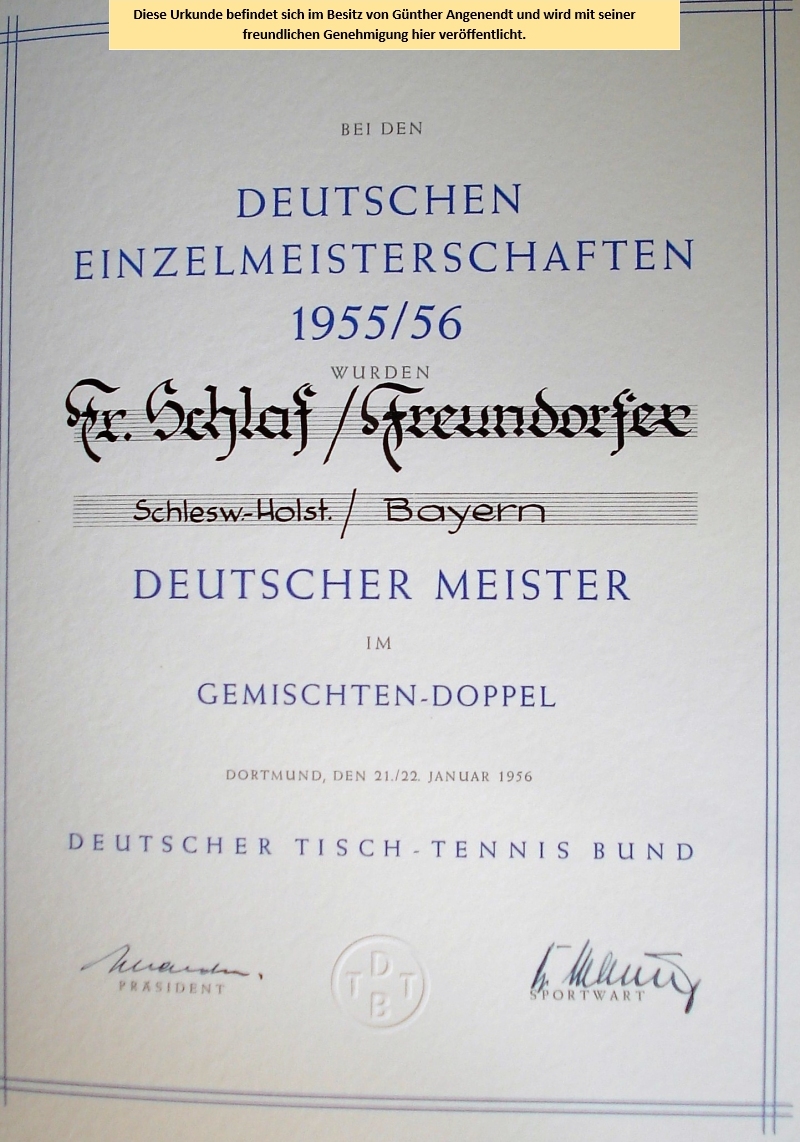 Diese Urkunde befindet sich im Besitz von Günther Angenendt und wird mit seiner
freundlichen Genehmigung hier veröffentlicht.
BEI DEN
DEUTSCHEN
EINZELMEISTERSCHAFTEN
1955/56
WURDEN
Fr. Schlaf / Freundorfer
Schlesw.-Holst. / Bayern
DEUTSCHER MEISTER
IM
GEMISCHTEN-DOPPEL
DORTMUND, DEN 21./22. JANUAR 1956
DEUTSCHER TISCH-TENNIS BUND
PRÄSIDENT
DTTB
SPORTWART